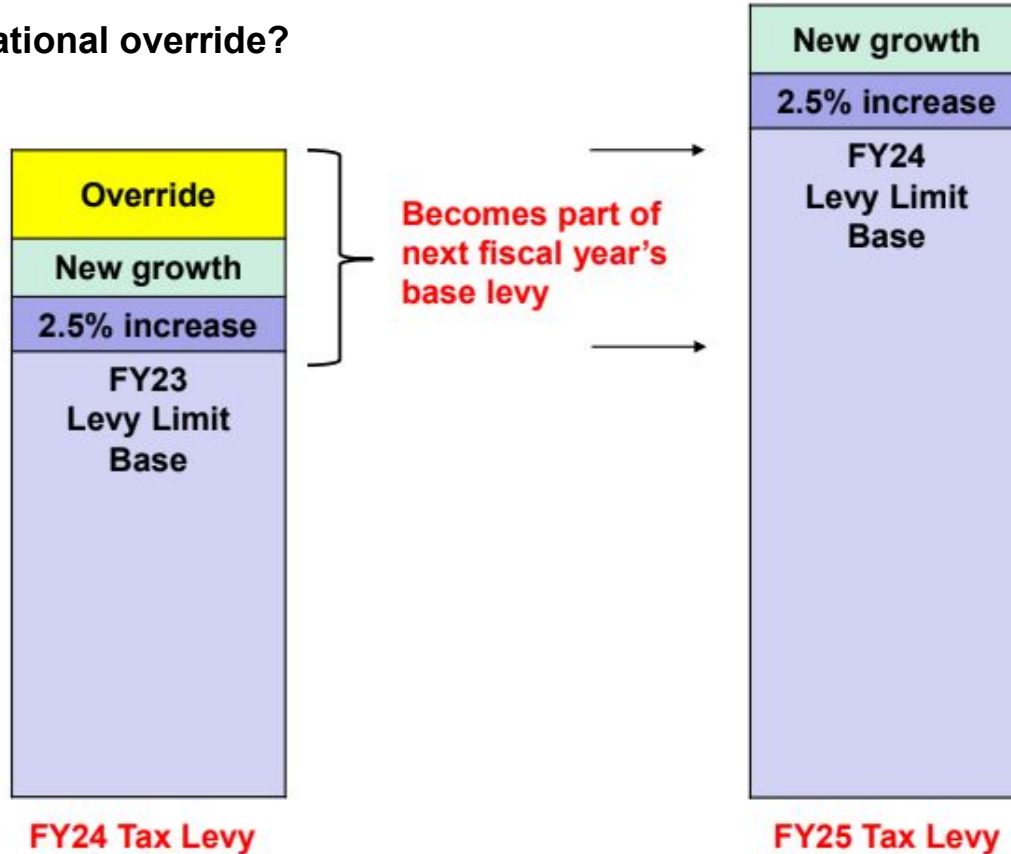 ational override?
Override
New growth
2.5% increase
FY23
Levy Limit
Base
FY24 Tax Levy
Becomes part of
next fiscal year’s
base levy
New growth
2.5% increase
FY24
Levy Limit
Base
FY25 Tax Levy